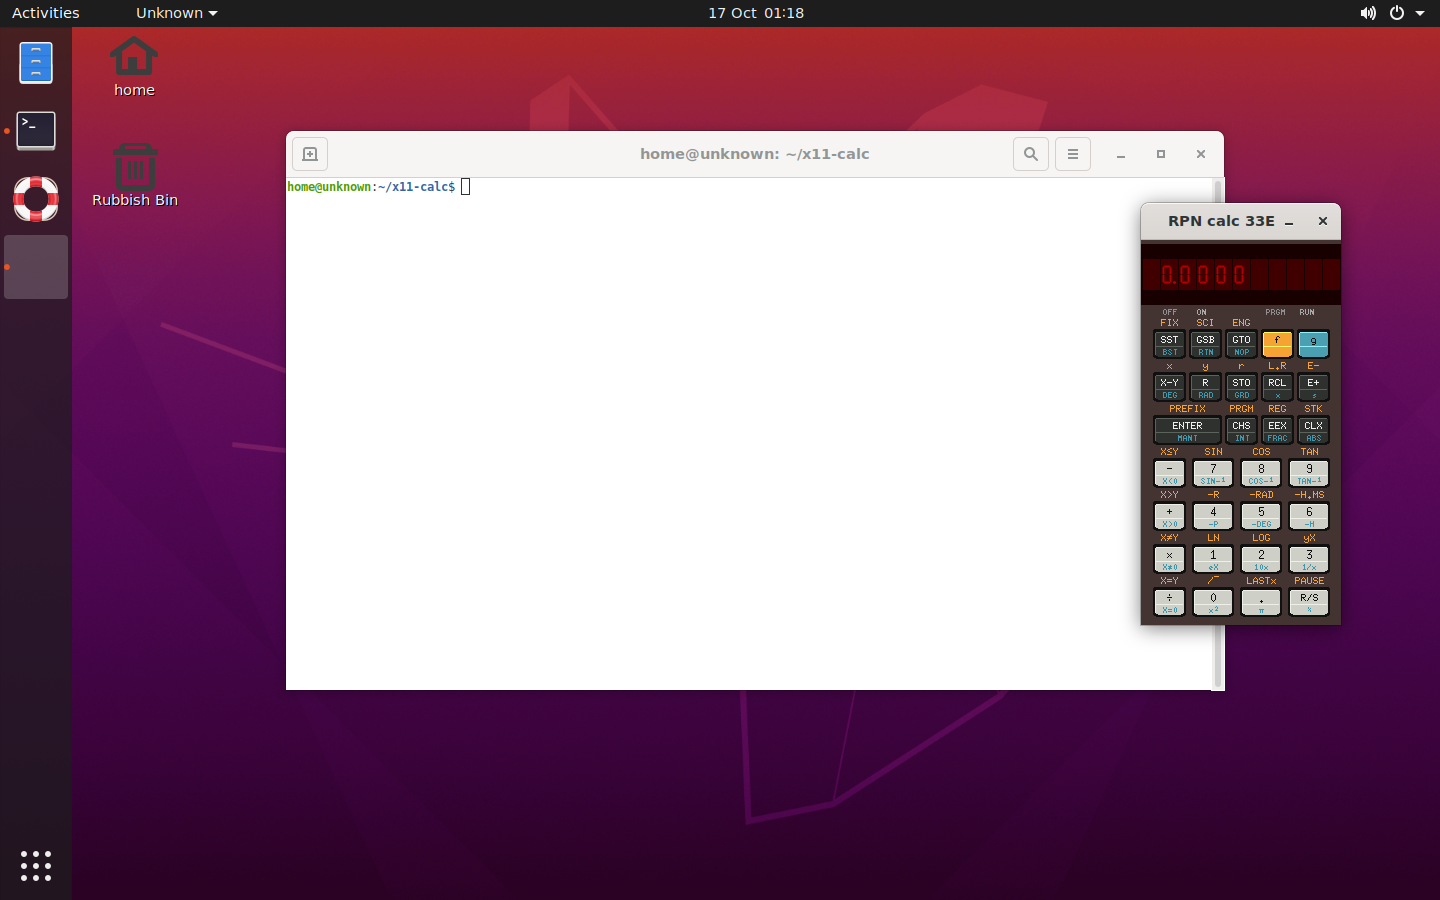 Activities Unknown 17 Oct 01:18
home
Rubbish Bin
home@unknown: ~/x11-calc
home@unknown:~/x11-calc$
RPN calc 33E
0.0000
OFF ON PRGM RUN
FIX SCI ENG
SST GSB GTO f g
BST RTN NOP
x y r L.R E-
X-Y R STO RCL E+
DEG RAD GRD x s
PREFIX PRGM REG STK
ENTER CHS EEX CLX
MANT INT FRAC ABS
X≤Y SIN COS TAN
- 7 8 9
X<0 SIN-1 COS-1 TAN-1
X>Y -R -RAD -H.MS
+ 4 5 6
X>0 -P -DEG -H
X≠Y LN LOG yX
x 1 2 3
X≠0 eX 10x 1/x
X=Y LASTx PAUSE
÷ 0 . R/S
X=0 x2 π %